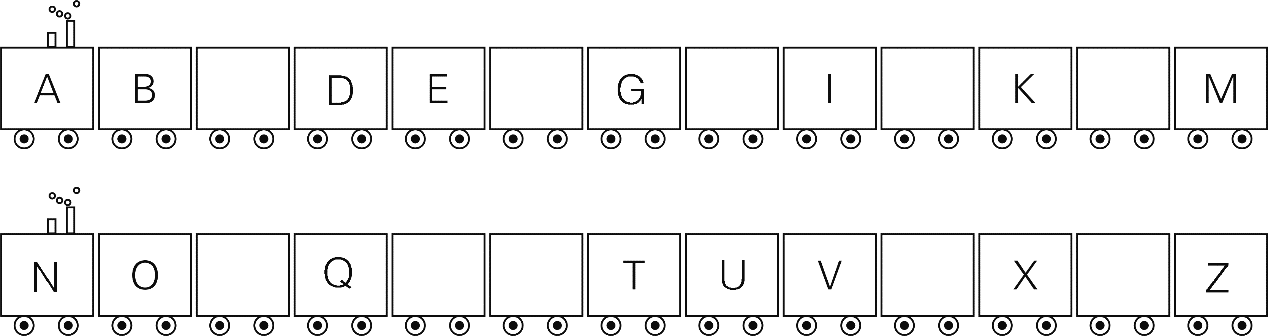 A B D E G I K M
N O Q T U V X Z